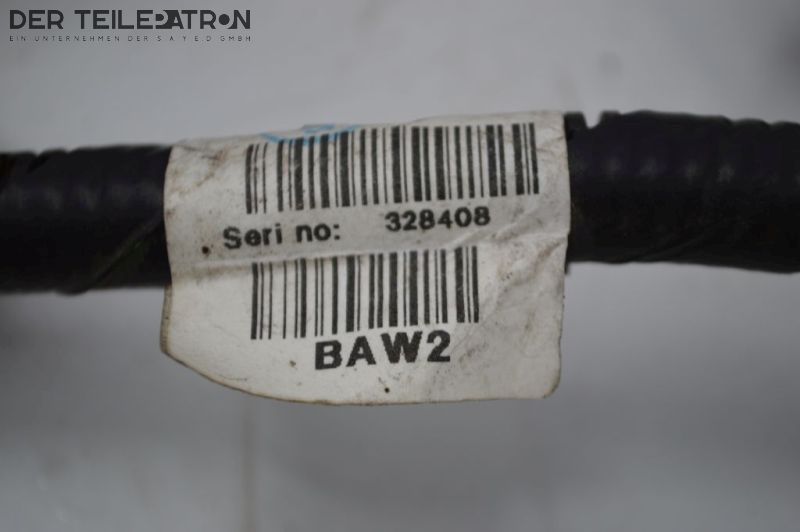 DER TEILEPATRON
EIN UNTERNEHMEN DER S A Y E D GMBH
Seri no: 328408
BAW2